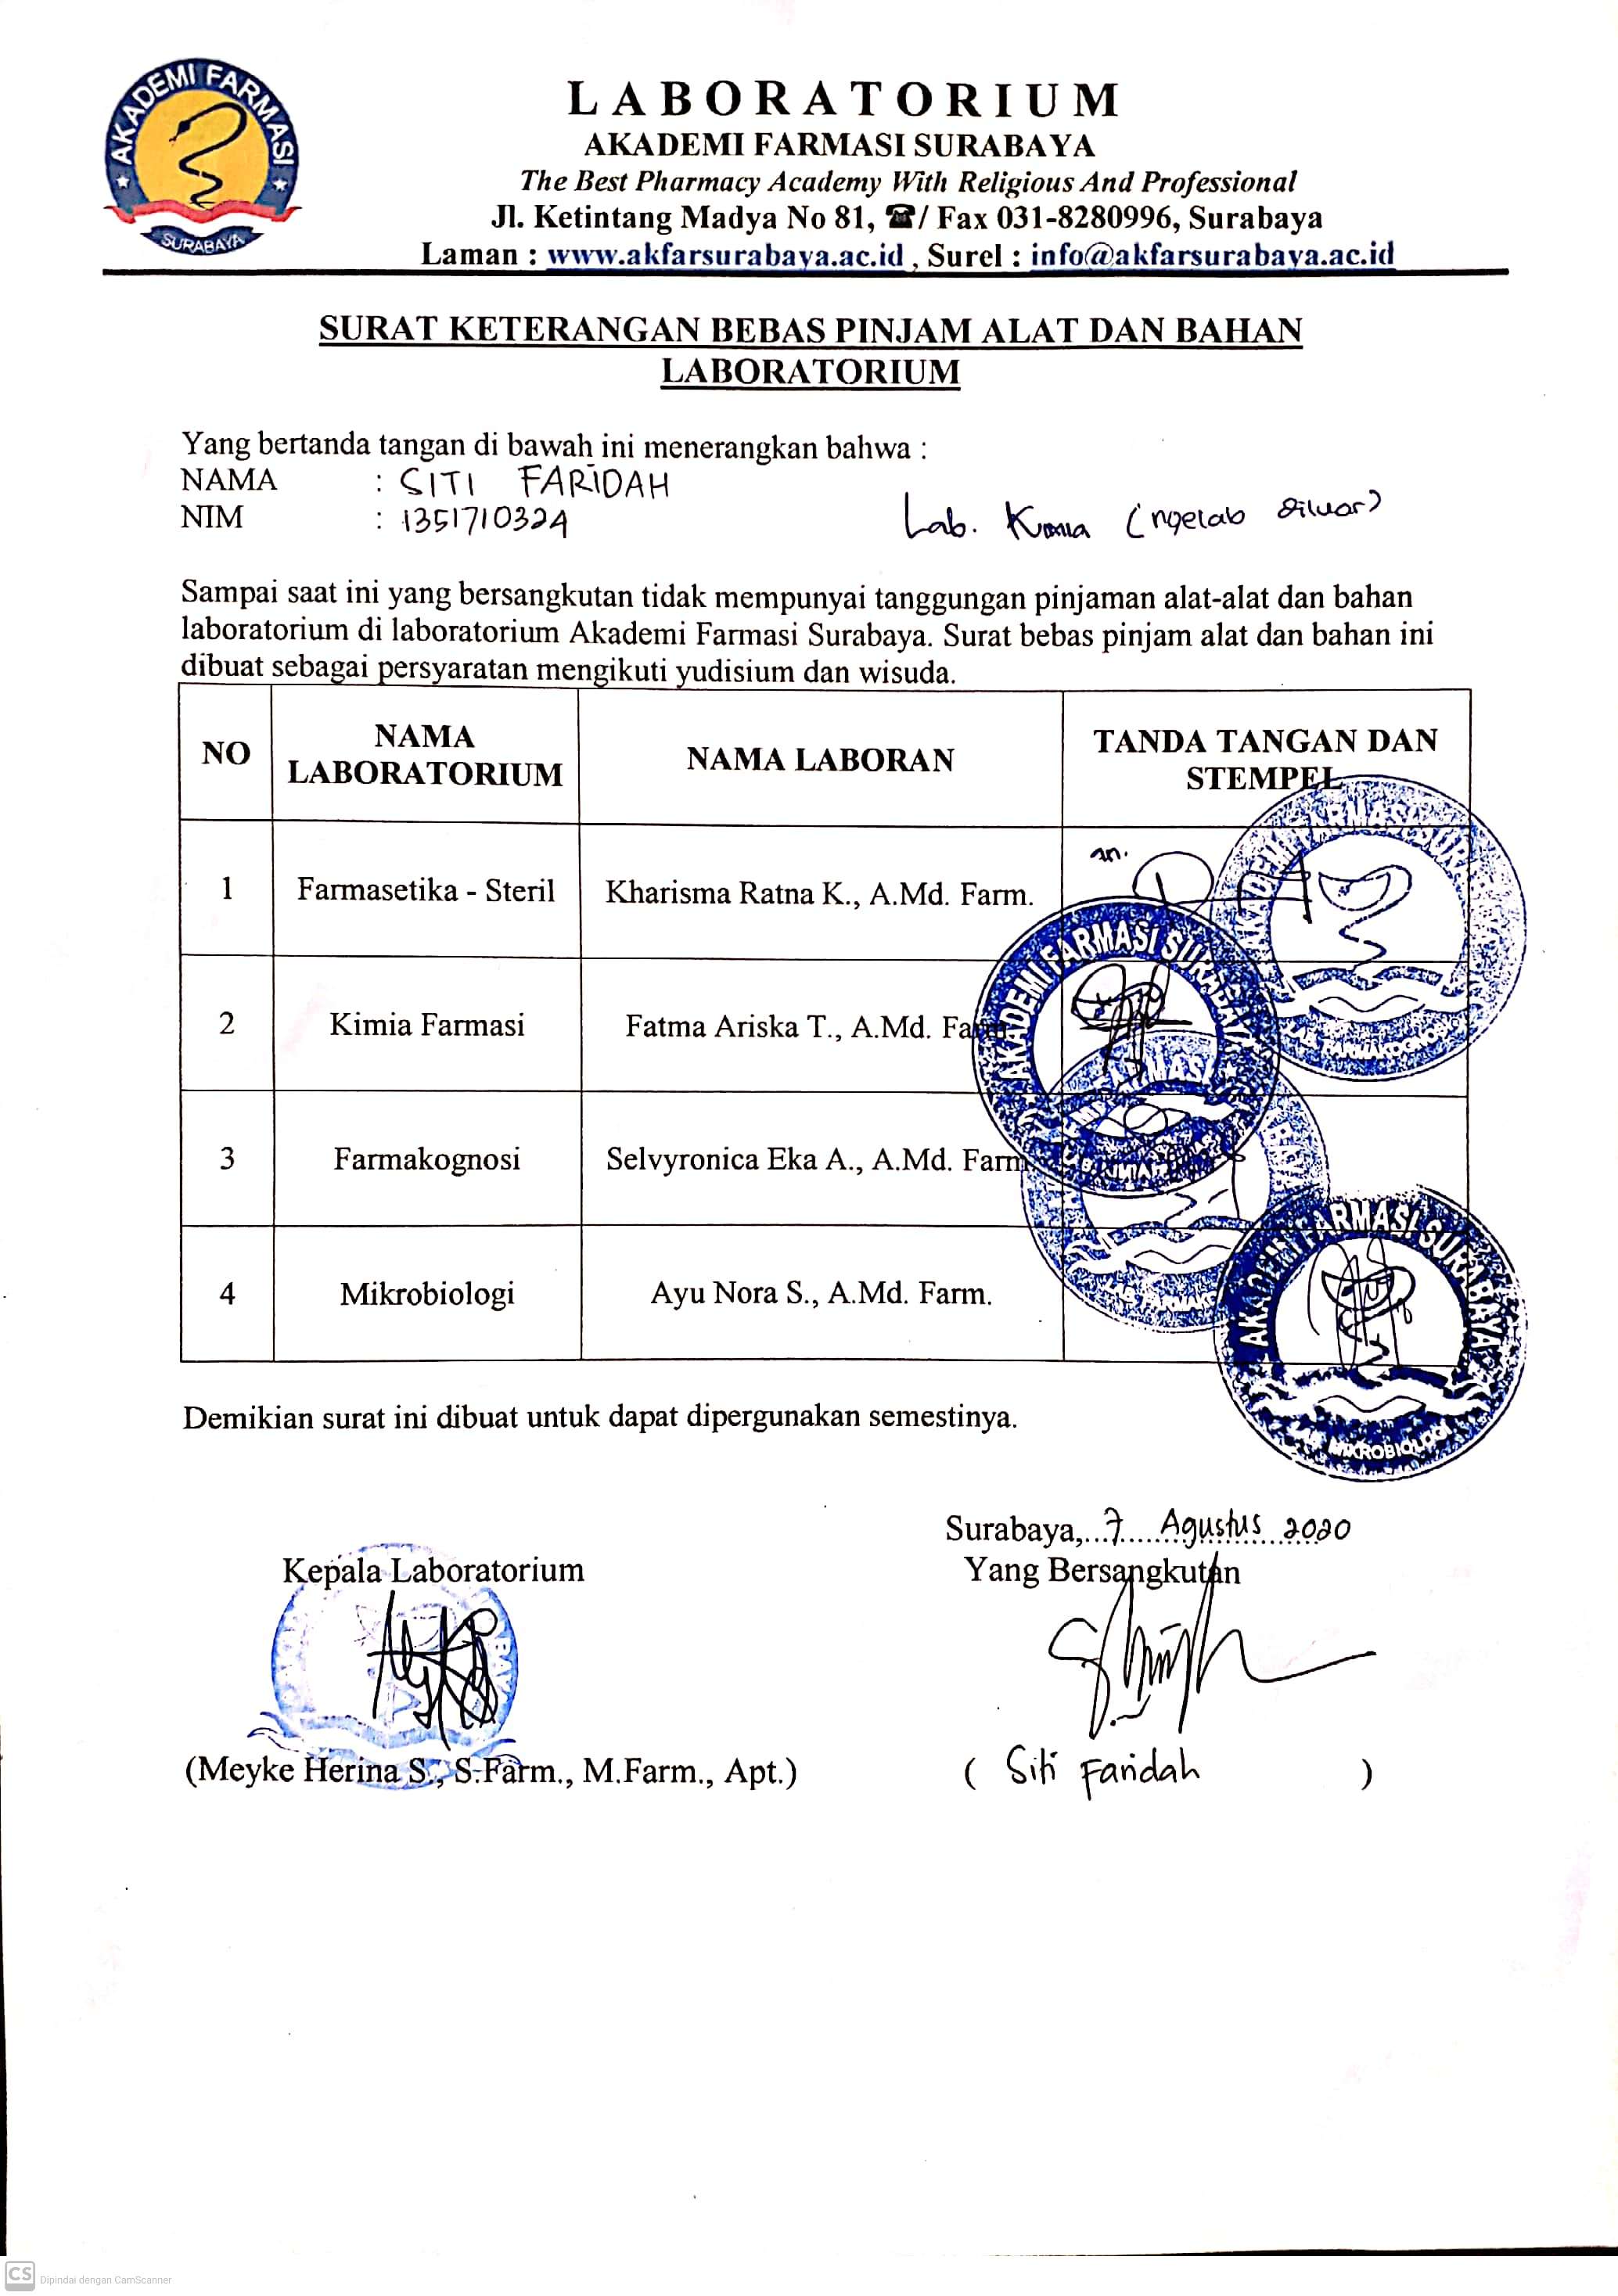 AKADEMI FARMASI
SURABAYA
LABORATORIUM
AKADEMI FARMASI SURABAYA
The Best Pharmacy Academy With Religious And Professional
Jl. Ketintang Madya No 81, ☎/ Fax 031-8280996, Surabaya
Laman : www.akfarsurabaya.ac.id , Surel : info@akfarsurabaya.ac.id
SURAT KETERANGAN BEBAS PINJAM ALAT DAN BAHAN
LABORATORIUM
Yang bertanda tangan di bawah ini menerangkan bahwa :
NAMA : SITI FARIDAH
NIM : 1351710324
Lab. Kimia (ngelab diluar)
Sampai saat ini yang bersangkutan tidak mempunyai tanggungan pinjaman alat-alat dan bahan
laboratorium di laboratorium Akademi Farmasi Surabaya. Surat bebas pinjam alat dan bahan ini
dibuat sebagai persyaratan mengikuti yudisium dan wisuda.
NO NAMA LABORATORIUM NAMA LABORAN TANDA TANGAN DAN STEMPEL
1 Farmasetika - Steril Kharisma Ratna K., A.Md. Farm. an.
2 Kimia Farmasi Fatma Ariska T., A.Md. Farm
3 Farmakognosi Selvyronica Eka A., A.Md. Farm
4 Mikrobiologi Ayu Nora S., A.Md. Farm.
AKADEMI FARMASI SURABAYA
LAB. FARMAKOGNOSI
AKADEMI FARMASI SURABAYA
AKADEMI FARMASI SURABAYA
LAB. MIKROBIOLOGI
Demikian surat ini dibuat untuk dapat dipergunakan semestinya.
Surabaya, 7 Agustus 2020
Kepala Laboratorium Yang Bersangkutan
(Meyke Herina S., S.Farm., M.Farm., Apt.) ( Siti Faridah )
CS Dipindai dengan CamScanner